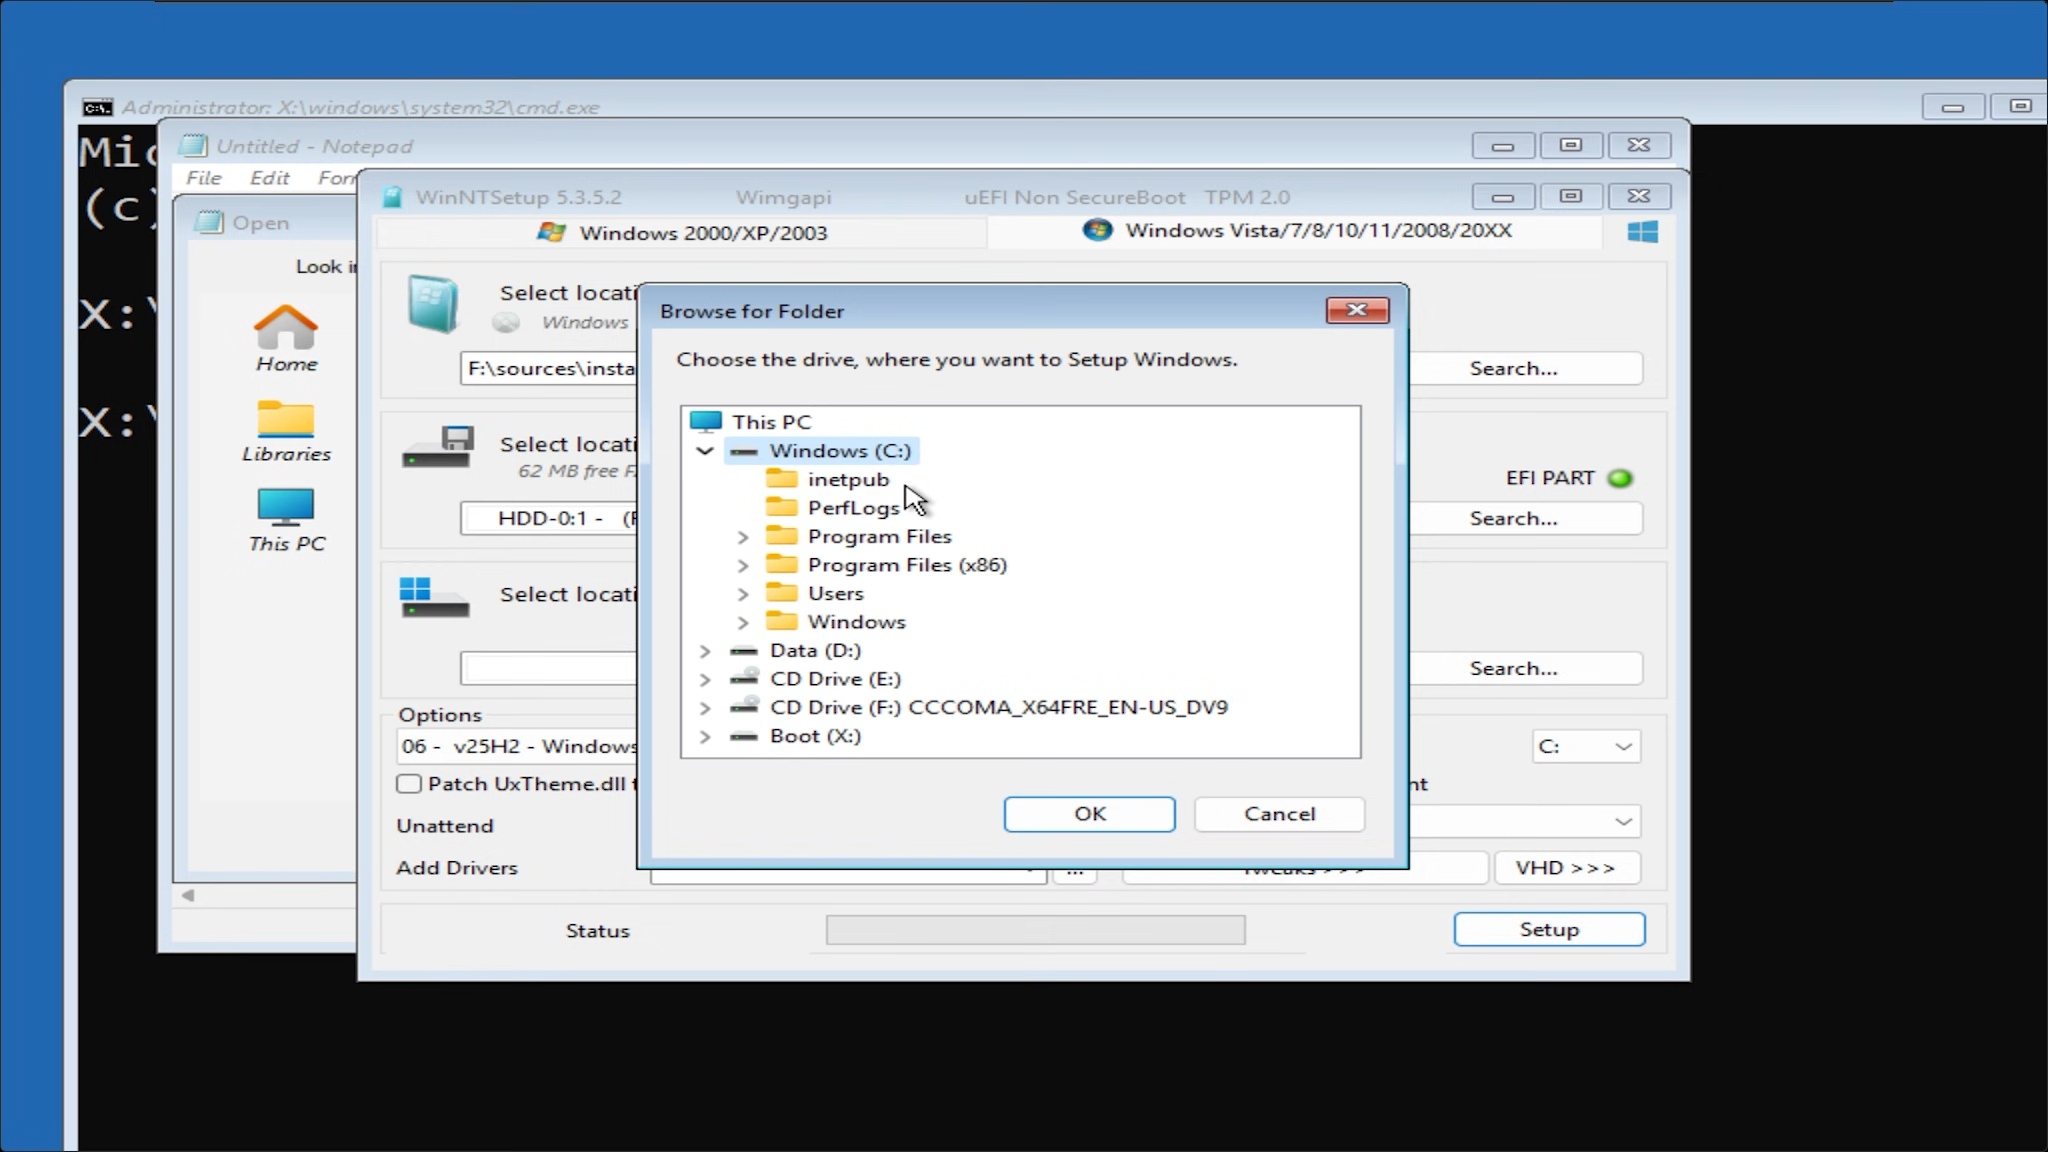 Administrator: X:\windows\system32\cmd.exe
Mic
Untitled - Notepad
File Edit For
(c)
WinNTSetup 5.3.5.2 Wimgapi uEFI Non SecureBoot TPM 2.0
Open
Windows 2000/XP/2003 Windows Vista/7/8/10/11/2008/20XX
Look i
Home
Libraries
This PC
X:\
X:\
Select locati
Windows
F:\sources\insta
Search...
Select locati
62 MB free F
EFI PART
HDD-0:1 - (F
Search...
Select locati
Search...
Browse for Folder
Choose the drive, where you want to Setup Windows.
This PC
Windows (C:)
inetpub
PerfLogs
Program Files
Program Files (x86)
Users
Windows
Data (D:)
CD Drive (E:)
CD Drive (F:) CCCOMA_X64FRE_EN-US_DV9
Boot (X:)
OK Cancel
Options
06 - v25H2 - Windows
C:
Patch UxTheme.dll t
nt
Unattend
Add Drivers
...
Tweaks >>>
VHD >>>
Status
Setup